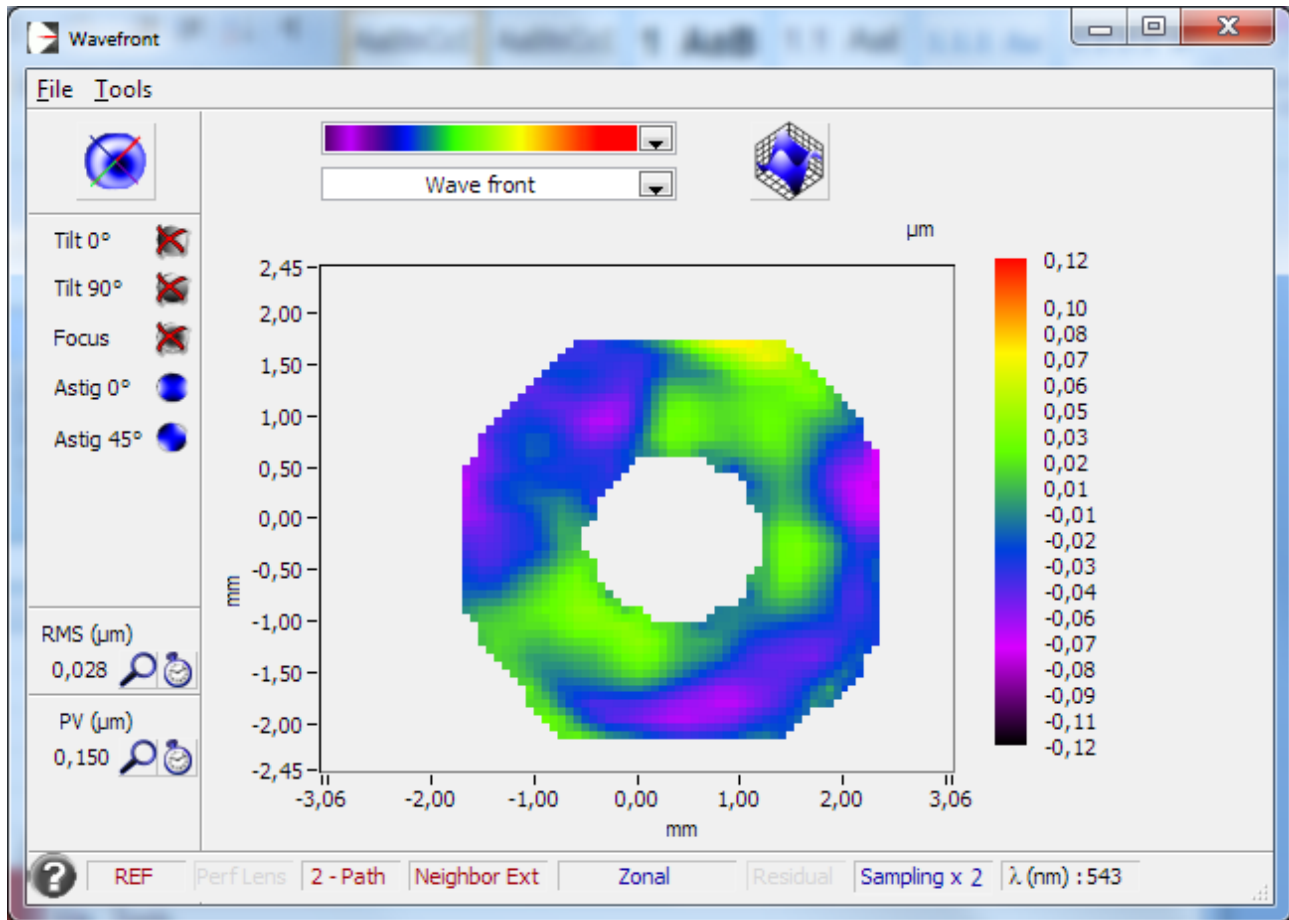 Wavefront
File Tools
Wave front
Tilt 0°
Tilt 90°
Focus
Astig 0°
Astig 45°
RMS (µm)
0,028
PV (µm)
0,150
µm
2,45
2,00
1,50
1,00
0,50
0,00
-0,50
-1,00
-1,50
-2,00
-2,45
mm
-3,06 -2,00 -1,00 0,00 1,00 2,00 3,06
mm
0,12
0,10
0,08
0,07
0,06
0,05
0,03
0,02
0,01
-0,01
-0,02
-0,03
-0,04
-0,06
-0,07
-0,08
-0,09
-0,11
-0,12
? REF Perf Lens 2 - Path Neighbor Ext Zonal Residual Sampling x 2 λ (nm) : 543